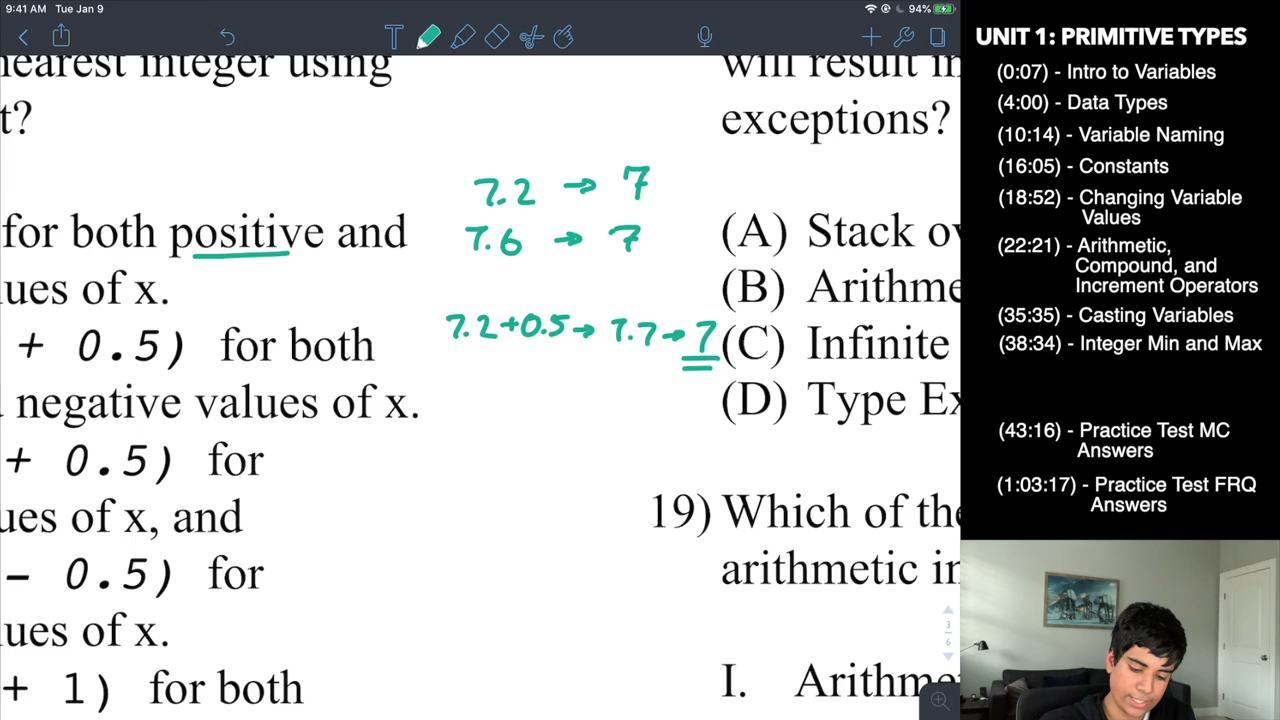 9:41 AM Tue Jan 9
94%
nearest integer using
t?
for both positive and
ues of x.
+ 0.5) for both
negative values of x.
+ 0.5) for
ues of x, and
- 0.5) for
ues of x.
+ 1) for both
7.2 → 7
7.6 → 7
7.2+0.5 → 7.7 → 7
will result in
exceptions?
(A) Stack ov
(B) Arithme
(C) Infinite
(D) Type Ex
19) Which of the
arithmetic in
I. Arithme
3
6
UNIT 1: PRIMITIVE TYPES
(0:07) - Intro to Variables
(4:00) - Data Types
(10:14) - Variable Naming
(16:05) - Constants
(18:52) - Changing Variable
Values
(22:21) - Arithmetic,
Compound, and
Increment Operators
(35:35) - Casting Variables
(38:34) - Integer Min and Max
(43:16) - Practice Test MC
Answers
(1:03:17) - Practice Test FRQ
Answers